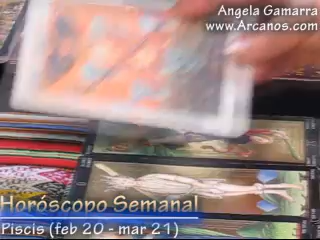 Angela Gamarra
www.Arcanos.com
Horóscopo Semanal
Piscis (feb 20 - mar 21)